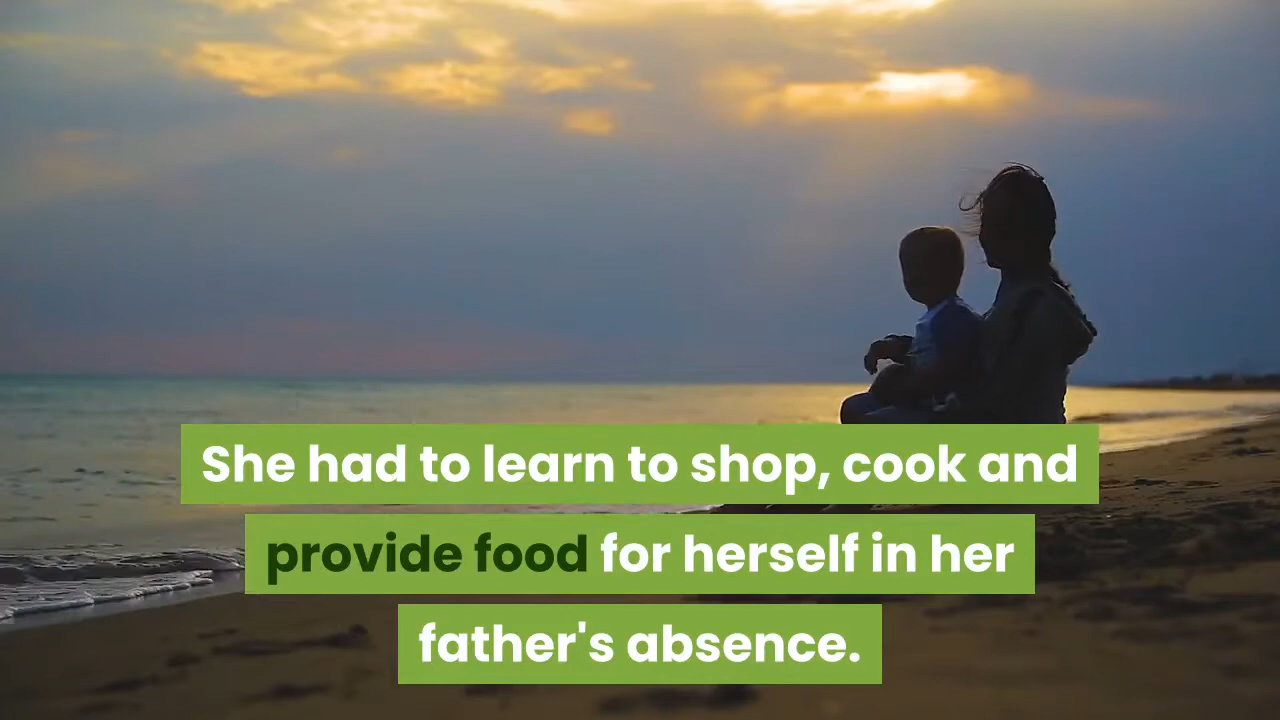 She had to learn to shop, cook and
provide food for herself in her
father's absence.